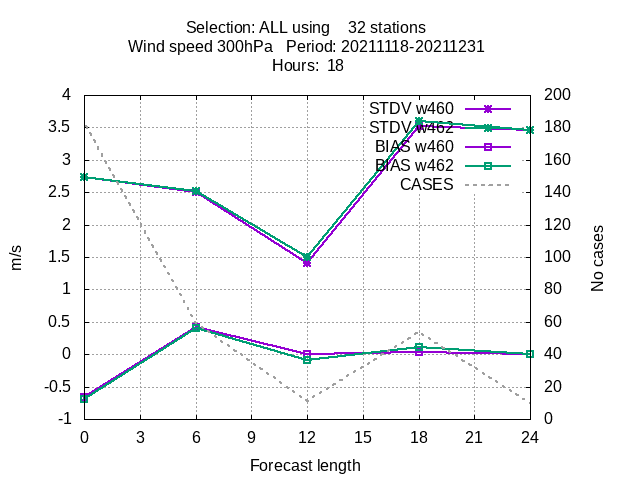 Selection: ALL using    32 stations
Wind speed 300hPa   Period: 20211118-20211231
Hours:  18
4
3.5
3
2.5
2
1.5
1
0.5
0
-0.5
-1
m/s
200
180
160
140
120
100
80
60
40
20
0
No cases
STDV w460
STDV w462
BIAS w460
BIAS w462
CASES
0 3 6 9 12 15 18 21 24
Forecast length